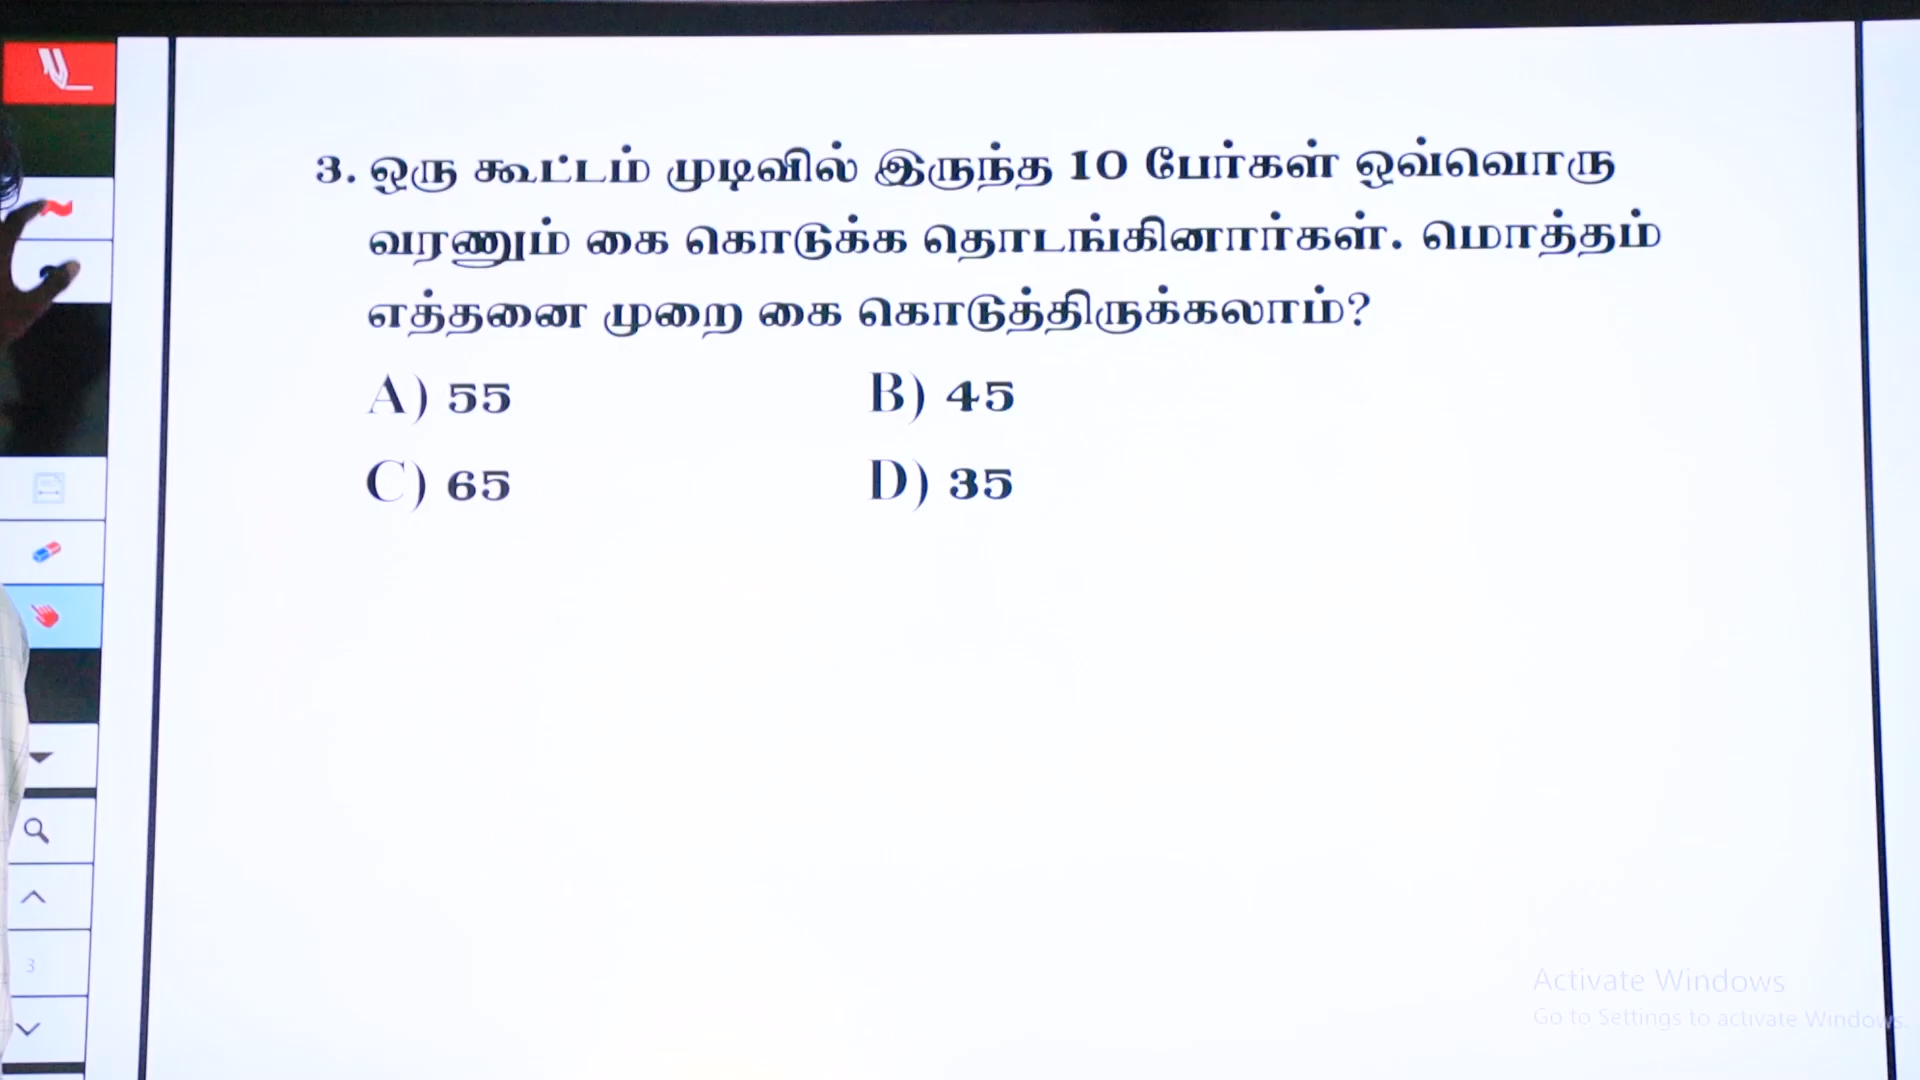 3. ஒரு கூட்டம் முடிவில் இருந்த 10 பேர்கள் ஒவ்வொரு
வரணும் கை கொடுக்க தொடங்கினார்கள். மொத்தம்
எத்தனை முறை கை கொடுத்திருக்கலாம்?
A) 55 B) 45
C) 65 D) 35
3
Activate Windows
Go to Settings to activate Windows.